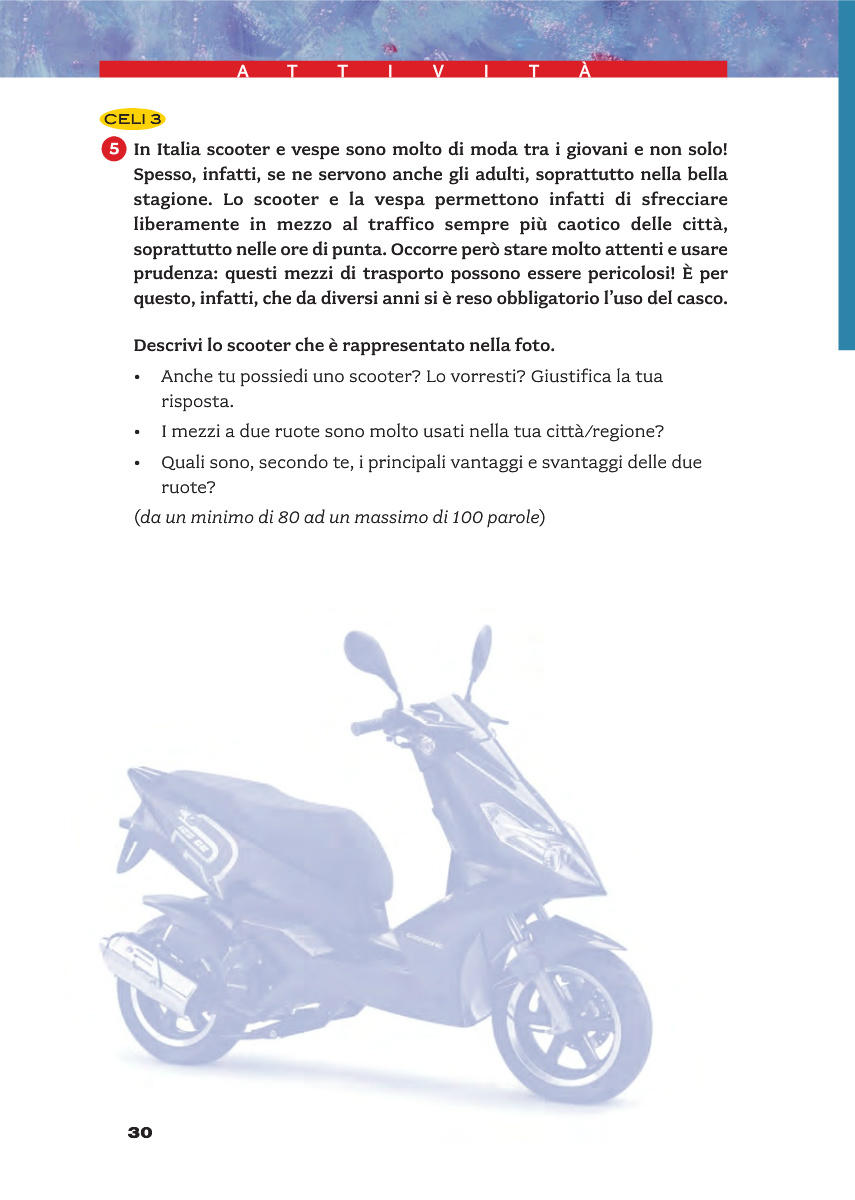 ATTIVITÀ
CELI 3
5 In Italia scooter e vespe sono molto di moda tra i giovani e non solo!
Spesso, infatti, se ne servono anche gli adulti, soprattutto nella bella
stagione. Lo scooter e la vespa permettono infatti di sfrecciare
liberamente in mezzo al traffico sempre più caotico delle città,
soprattutto nelle ore di punta. Occorre però stare molto attenti e usare
prudenza: questi mezzi di trasporto possono essere pericolosi! È per
questo, infatti, che da diversi anni si è reso obbligatorio l’uso del casco.
Descrivi lo scooter che è rappresentato nella foto.
• Anche tu possiedi uno scooter? Lo vorresti? Giustifica la tua
risposta.
• I mezzi a due ruote sono molto usati nella tua città/regione?
• Quali sono, secondo te, i principali vantaggi e svantaggi delle due
ruote?
(da un minimo di 80 ad un massimo di 100 parole)
30